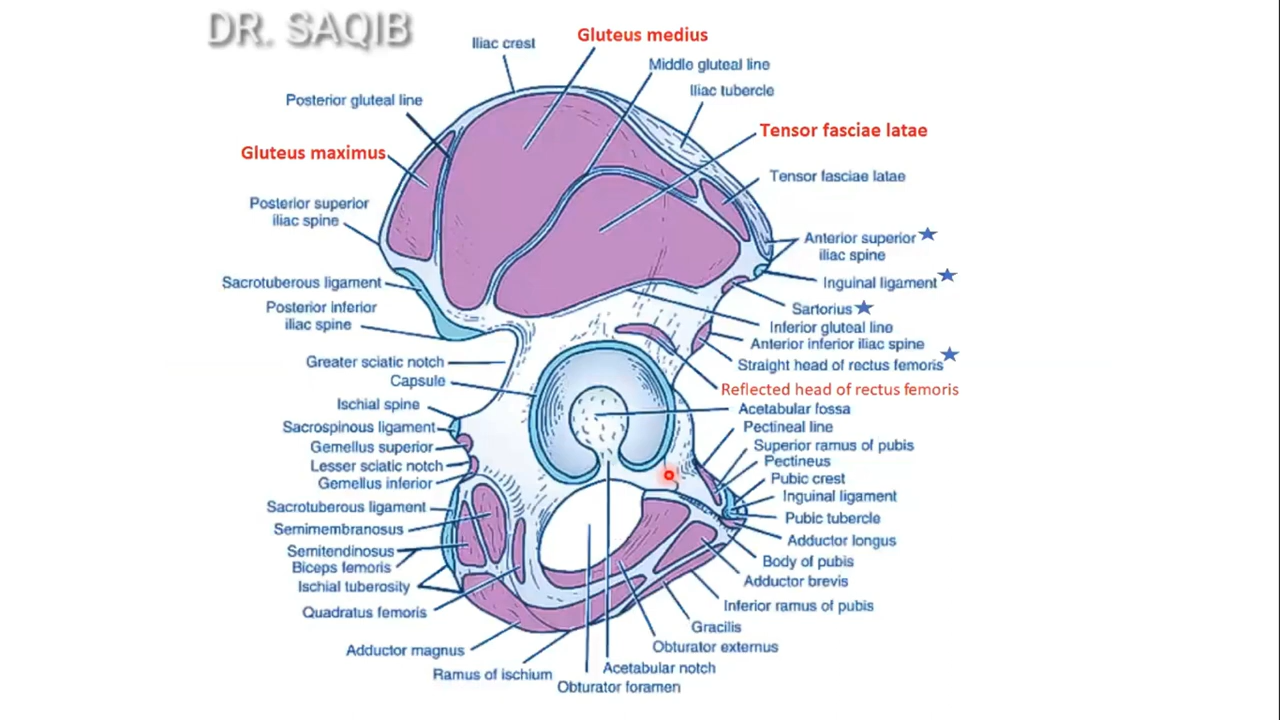 DR. SAQIB
Iliac crest
Gluteus medius
Middle gluteal line
Iliac tubercle
Posterior gluteal line
Tensor fasciae latae
Gluteus maximus
Tensor fasciae latae
Posterior superior
iliac spine
Anterior superior
iliac spine
Sacrotuberous ligament
Inguinal ligament
Posterior inferior
iliac spine
Sartorius
Inferior gluteal line
Anterior inferior iliac spine
Greater sciatic notch
Straight head of rectus femoris
Capsule
Reflected head of rectus femoris
Ischial spine
Acetabular fossa
Sacrospinous ligament
Pectineal line
Gemellus superior
Superior ramus of pubis
Lesser sciatic notch
Pectineus
Gemellus inferior
Pubic crest
Inguinal ligament
Sacrotuberous ligament
Pubic tubercle
Semimembranosus
Adductor longus
Semitendinosus
Biceps femoris
Body of pubis
Ischial tuberosity
Adductor brevis
Quadratus femoris
Inferior ramus of pubis
Gracilis
Adductor magnus
Obturator externus
Ramus of ischium
Acetabular notch
Obturator foramen